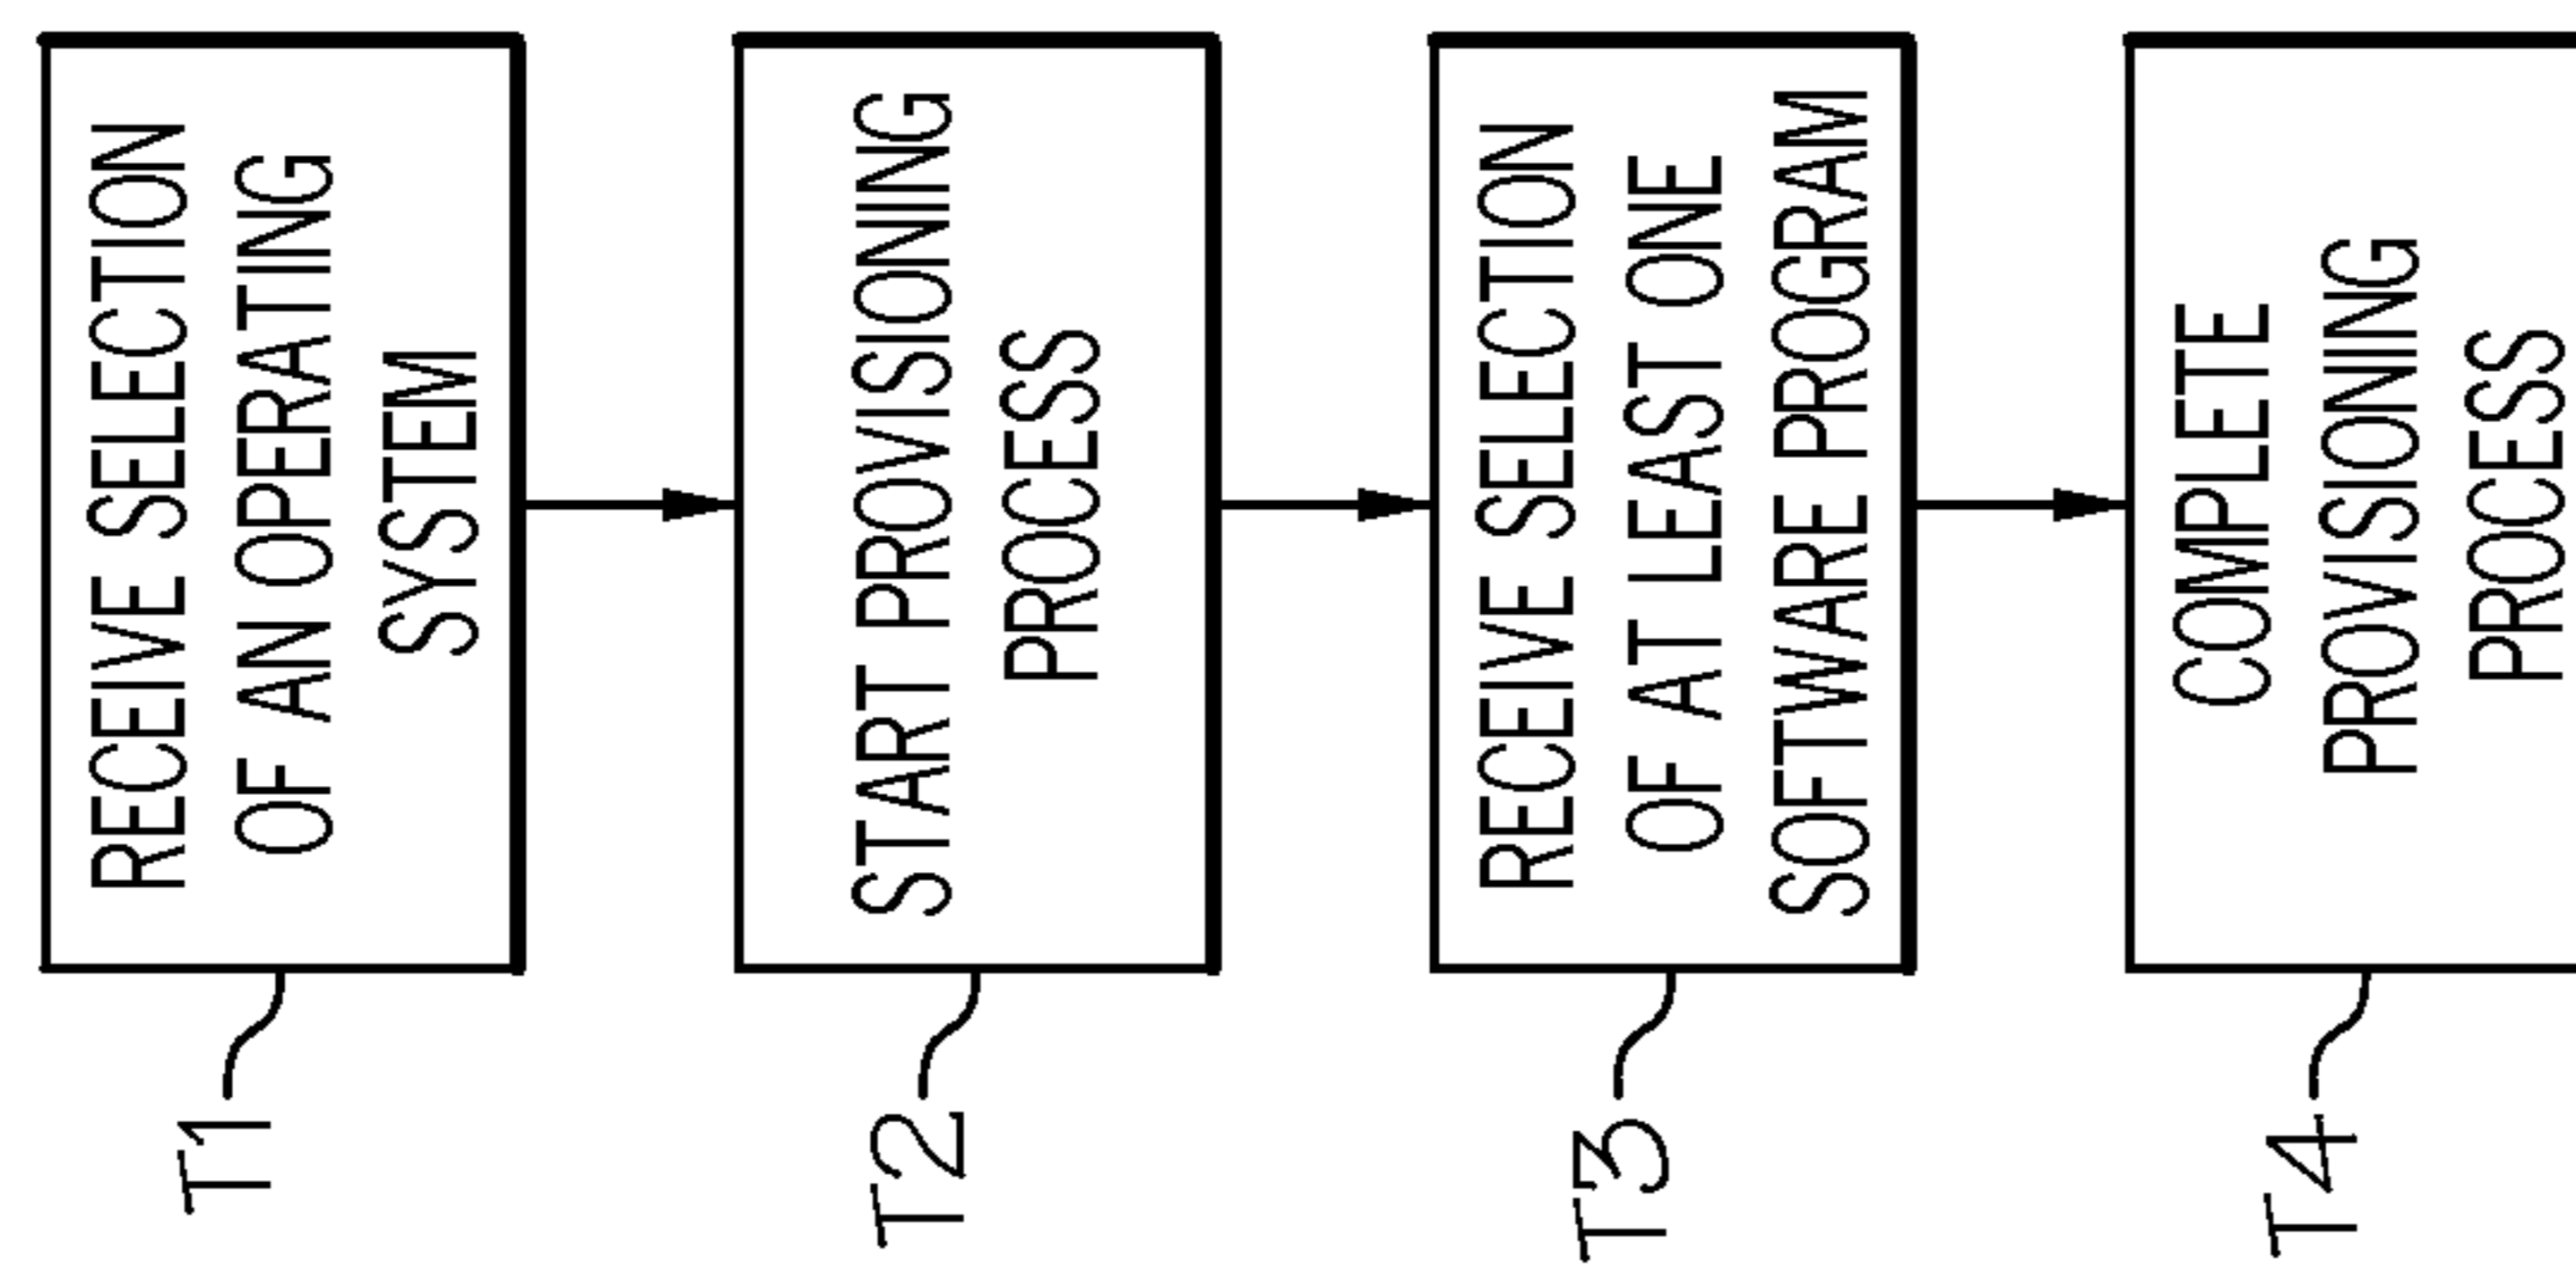 T1
RECEIVE SELECTION
OF AN OPERATING
SYSTEM
T2
START PROVISIONING
PROCESS
T3
RECEIVE SELECTION
OF AT LEAST ONE
SOFTWARE PROGRAM
T4
COMPLETE
PROVISIONING
PROCESS